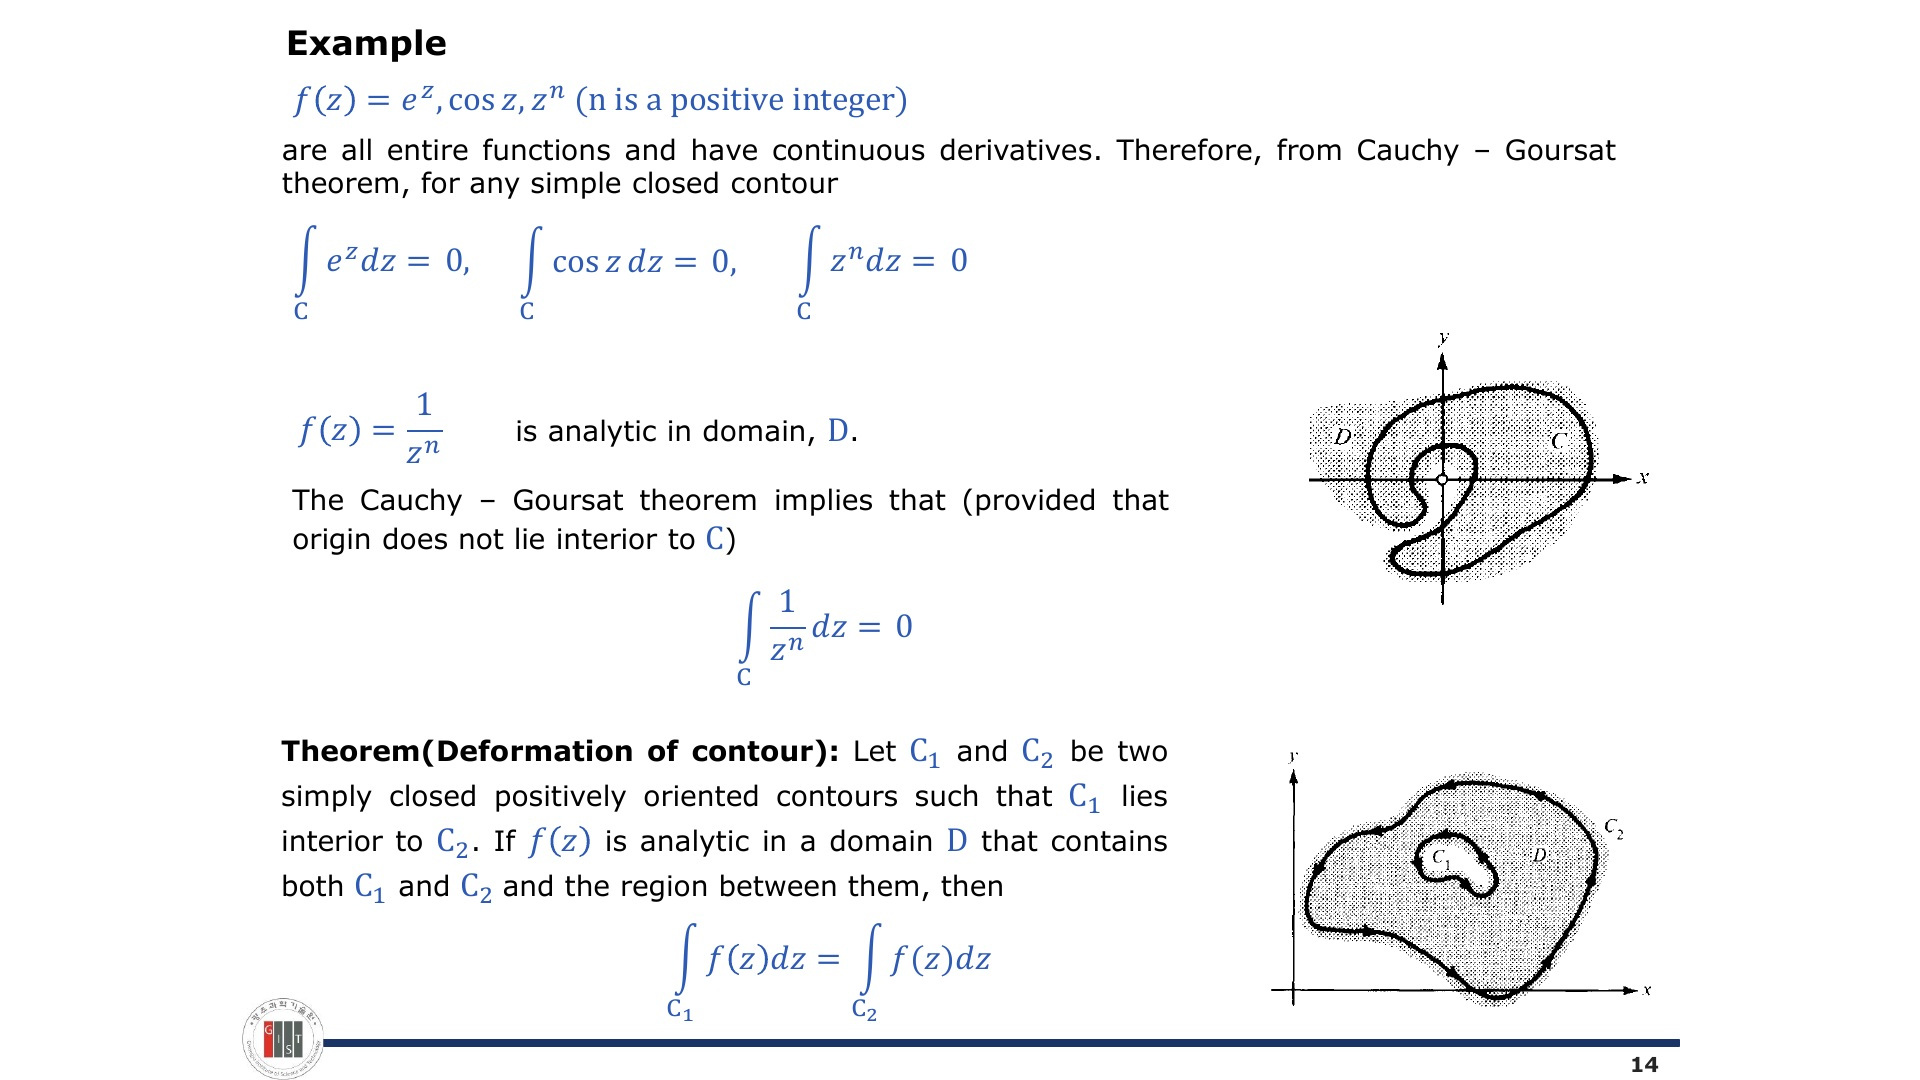 Example
f(z) = e^z, cos z, z^n (n is a positive integer)
are all entire functions and have continuous derivatives. Therefore, from Cauchy – Goursat
theorem, for any simple closed contour
∫_C e^z dz = 0, ∫_C cos z dz = 0, ∫_C z^n dz = 0
y
D
C
x
f(z) = 1/z^n is analytic in domain, D.
The Cauchy – Goursat theorem implies that (provided that
origin does not lie interior to C)
∫_C 1/z^n dz = 0
Theorem(Deformation of contour): Let C₁ and C₂ be two
simply closed positively oriented contours such that C₁ lies
interior to C₂. If f(z) is analytic in a domain D that contains
both C₁ and C₂ and the region between them, then
∫_C₁ f(z)dz = ∫_C₂ f(z)dz
y
C₂
C₁
D
x
GIST
14